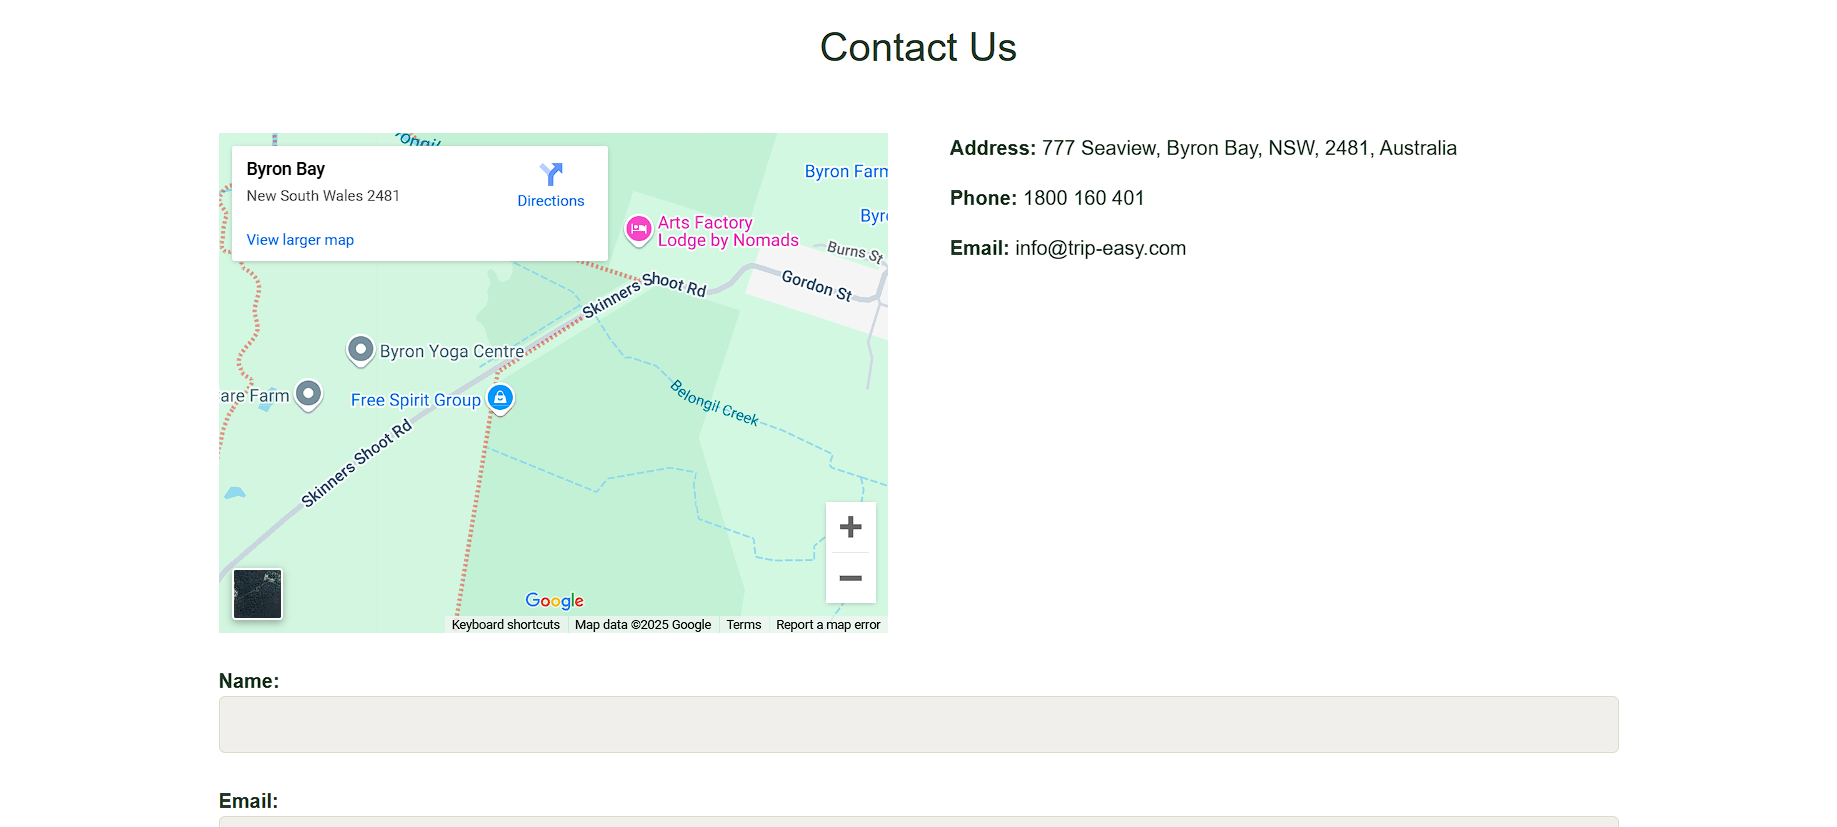 Contact Us
Byron Bay
New South Wales 2481
Directions
View larger map
Arts Factory
Lodge by Nomads
Byron Farm
Burns St
Gordon St
Skinners Shoot Rd
Byron Yoga Centre
are Farm
Free Spirit Group
Belongil Creek
Skinners Shoot Rd
Google
Keyboard shortcuts
Map data ©2025 Google
Terms
Report a map error
Address: 777 Seaview, Byron Bay, NSW, 2481, Australia
Phone: 1800 160 401
Email: info@trip-easy.com
Name:
Email: